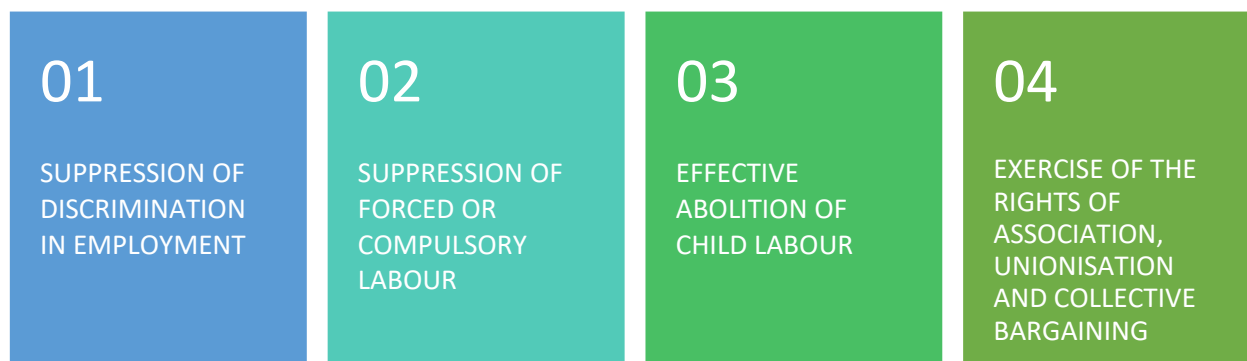 01
SUPPRESSION OF
DISCRIMINATION
IN EMPLOYMENT
02
SUPPRESSION OF
FORCED OR
COMPULSORY
LABOUR
03
EFFECTIVE
ABOLITION OF
CHILD LABOUR
04
EXERCISE OF THE
RIGHTS OF
ASSOCIATION,
UNIONISATION
AND COLLECTIVE
BARGAINING